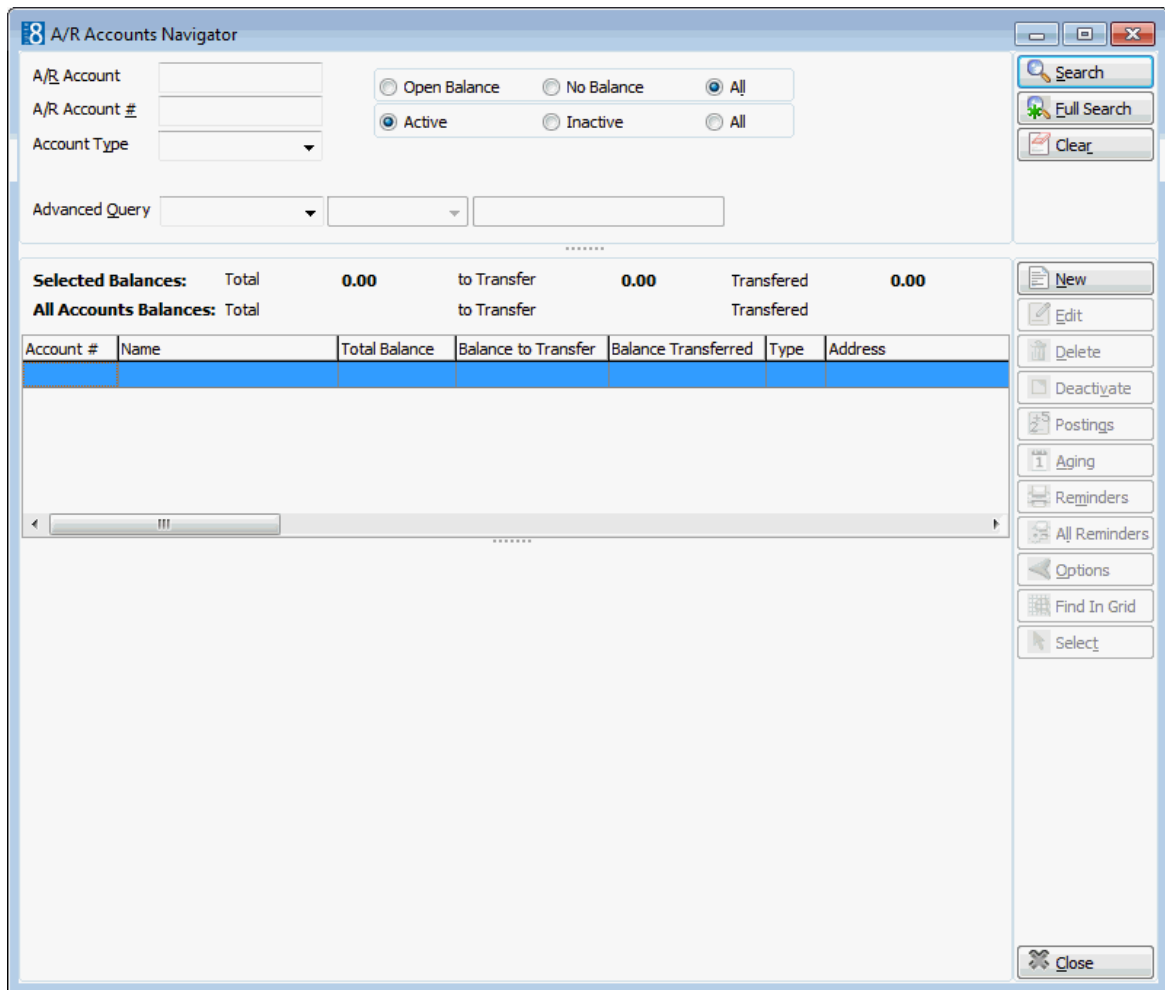 8 A/R Accounts Navigator
A/R Account
Open Balance No Balance All
A/R Account #
Active Inactive All
Account Type
Advanced Query
Search
Full Search
Clear
Selected Balances: Total 0.00 to Transfer 0.00 Transfered 0.00
All Accounts Balances: Total to Transfer Transfered
Account # Name Total Balance Balance to Transfer Balance Transferred Type Address
New
Edit
Delete
Deactivate
Postings
Aging
Reminders
All Reminders
Options
Find In Grid
Select
Close